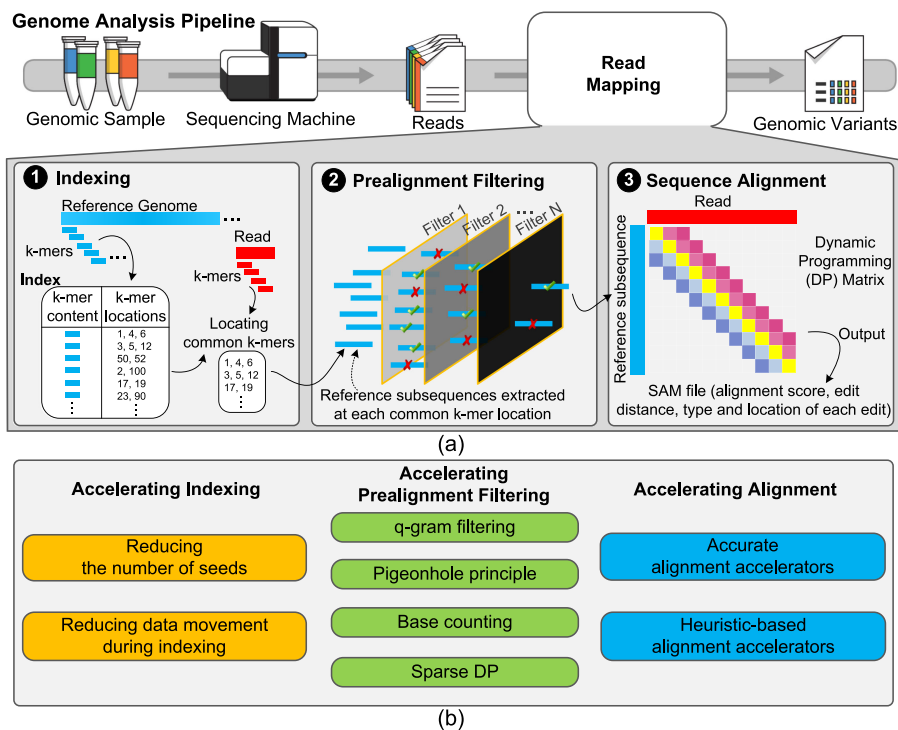 Genome Analysis Pipeline
Genomic Sample
Sequencing Machine
Reads
Read
Mapping
Genomic Variants
1 Indexing
Reference Genome
...
k-mers
...
Read
k-mers
Index
k-mer
content
k-mer
locations
1, 4, 6
3, 5, 12
50, 52
2, 100
17, 19
23, 90
Locating
common k-mers
1, 4, 6
3, 5, 12
17, 19
2 Prealignment Filtering
Filter 1
Filter 2
...
Filter N
Reference subsequences extracted
at each common k-mer location
3 Sequence Alignment
Read
Reference subsequence
Dynamic
Programming
(DP) Matrix
Output
SAM file (alignment score, edit
distance, type and location of each edit)
(a)
Accelerating Indexing
Reducing
the number of seeds
Reducing data movement
during indexing
Accelerating
Prealignment Filtering
q-gram filtering
Pigeonhole principle
Base counting
Sparse DP
Accelerating Alignment
Accurate
alignment accelerators
Heuristic-based
alignment accelerators
(b)